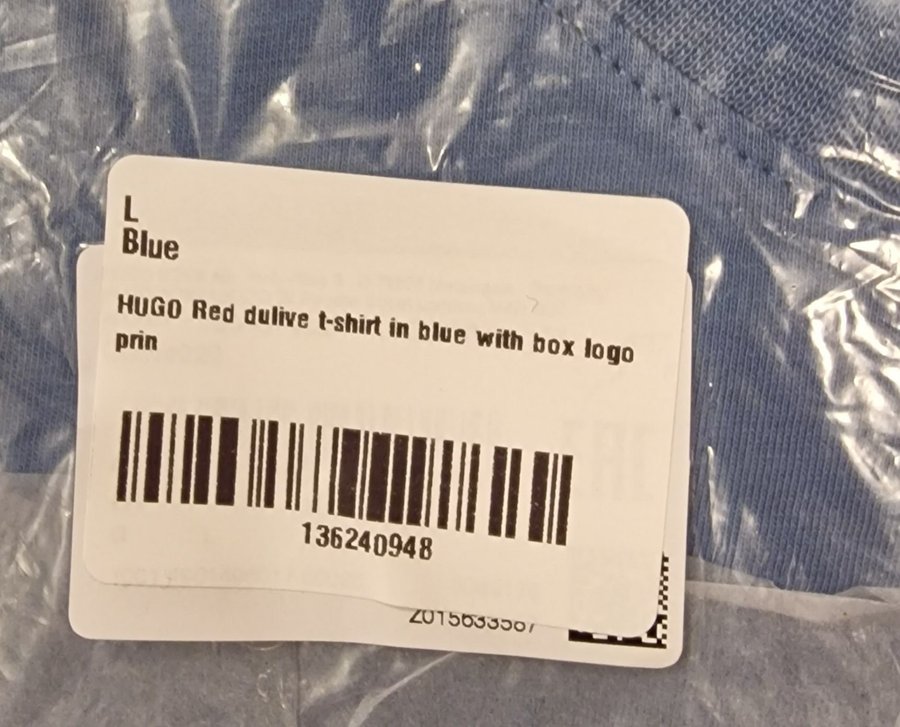 L
Blue
HUGO Red dulive t-shirt in blue with box logo
prin
136240948
Z015633587